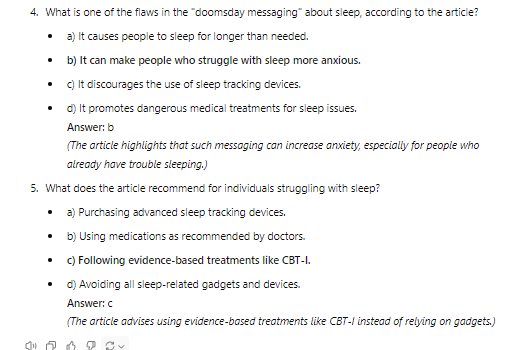 4. What is one of the flaws in the "doomsday messaging" about sleep, according to the article?
• a) It causes people to sleep for longer than needed.
• b) It can make people who struggle with sleep more anxious.
• c) It discourages the use of sleep tracking devices.
• d) It promotes dangerous medical treatments for sleep issues.
Answer: b
(The article highlights that such messaging can increase anxiety, especially for people who
already have trouble sleeping.)
5. What does the article recommend for individuals struggling with sleep?
• a) Purchasing advanced sleep tracking devices.
• b) Using medications as recommended by doctors.
• c) Following evidence-based treatments like CBT-I.
• d) Avoiding all sleep-related gadgets and devices.
Answer: c
(The article advises using evidence-based treatments like CBT-I instead of relying on gadgets.)